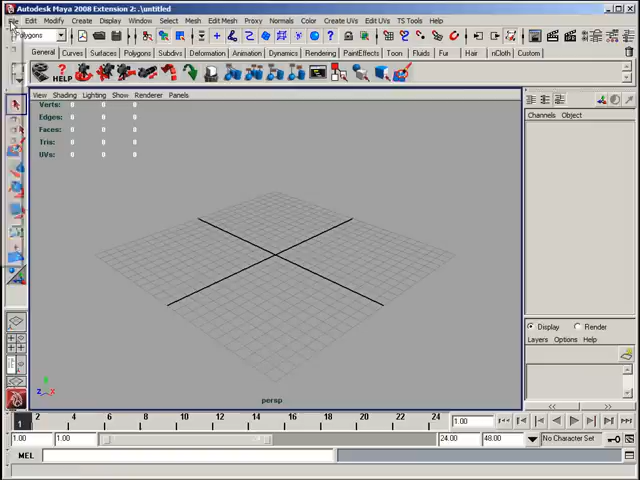 Autodesk Maya 2008 Extension 2: .\untitled
File Edit Modify Create Display Window Select Mesh Edit Mesh Proxy Normals Color Create UVs Edit UVs TS Tools Help
Polygons
General Curves Surfaces Polygons Subdivs Deformation Animation Dynamics Rendering PaintEffects Toon Fluids Fur Hair nCloth Custom
HELP
View Shading Lighting Show Renderer Panels
Channels Object
Verts: 0 0 0
Edges: 0 0 0
Faces: 0 0 0
Tris: 0 0 0
UVs: 0 0 0
Display Render
Layers Options Help
z x
persp
1 2 4 6 8 10 12 14 16 18 20 22 24 1.00
1.00 1.00 24.00 48.00 No Character Set
MEL